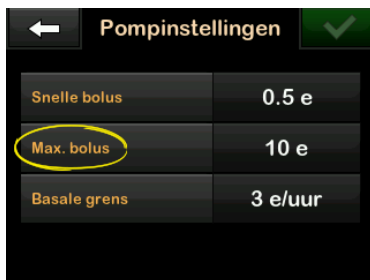 Pompinstellingen
Snelle bolus 0.5 e
Max. bolus 10 e
Basale grens 3 e/uur